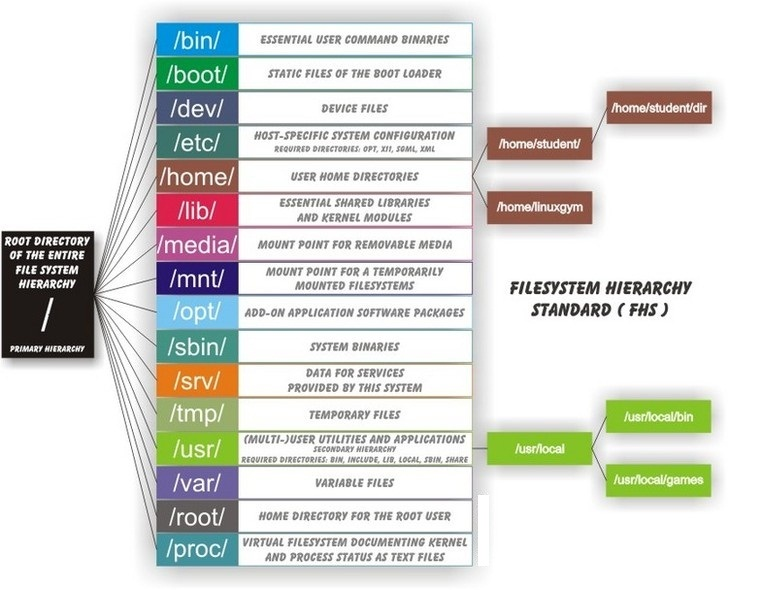 ROOT DIRECTORY
OF THE ENTIRE
FILE SYSTEM
HIERARCHY
/
PRIMARY HIERARCHY
/bin/
ESSENTIAL USER COMMAND BINARIES
/boot/
STATIC FILES OF THE BOOT LOADER
/dev/
DEVICE FILES
/etc/
HOST-SPECIFIC SYSTEM CONFIGURATION
REQUIRED DIRECTORIES: OPT, X11, SGML, XML
/home/
USER HOME DIRECTORIES
/lib/
ESSENTIAL SHARED LIBRARIES
AND KERNEL MODULES
/media/
MOUNT POINT FOR REMOVABLE MEDIA
/mnt/
MOUNT POINT FOR A TEMPORARILY
MOUNTED FILESYSTEMS
/opt/
ADD-ON APPLICATION SOFTWARE PACKAGES
/sbin/
SYSTEM BINARIES
/srv/
DATA FOR SERVICES
PROVIDED BY THIS SYSTEM
/tmp/
TEMPORARY FILES
/usr/
(MULTI-)USER UTILITIES AND APPLICATIONS
SECONDARY HIERARCHY
REQUIRED DIRECTORIES: BIN, INCLUDE, LIB, LOCAL, SBIN, SHARE
/var/
VARIABLE FILES
/root/
HOME DIRECTORY FOR THE ROOT USER
/proc/
VIRTUAL FILESYSTEM DOCUMENTING KERNEL
AND PROCESS STATUS AS TEXT FILES
/home/student/
/home/student/dir
/home/linuxgym
FILESYSTEM HIERARCHY
STANDARD ( FHS )
/usr/local
/usr/local/bin
/usr/local/games